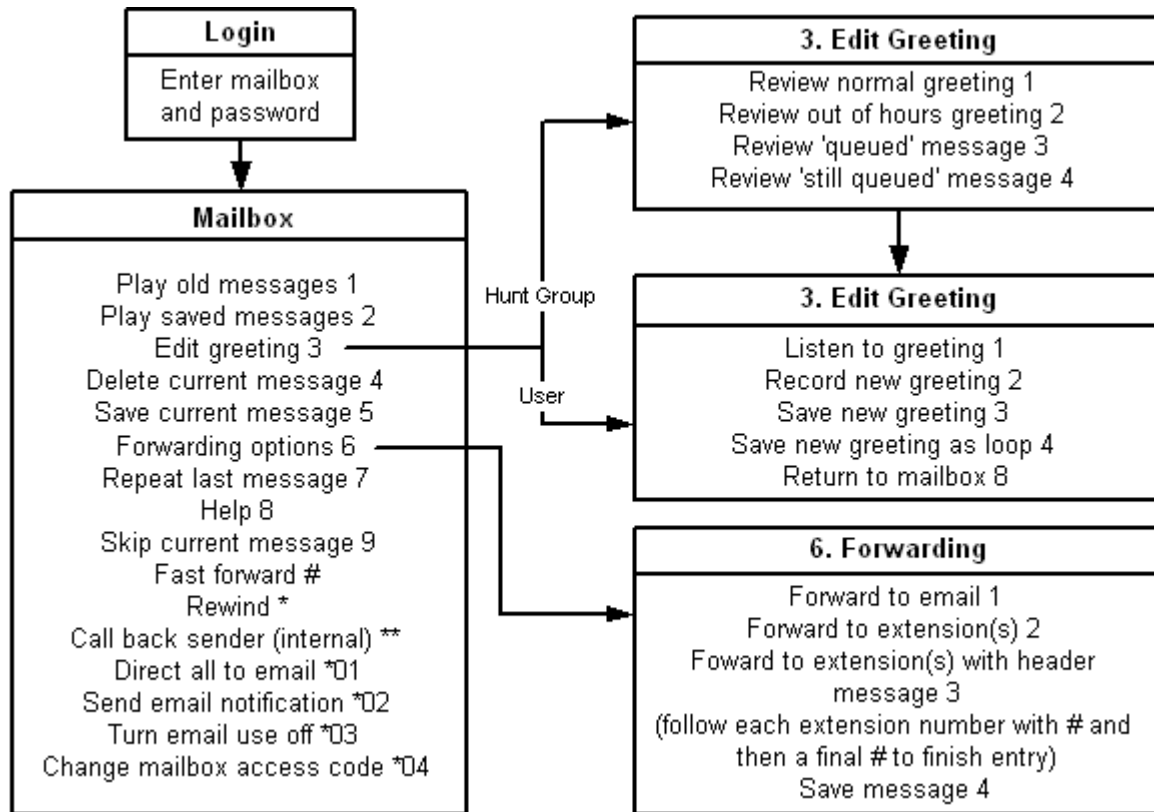 Login
Enter mailbox
and password
Mailbox
Play old messages 1
Play saved messages 2
Edit greeting 3
Delete current message 4
Save current message 5
Forwarding options 6
Repeat last message 7
Help 8
Skip current message 9
Fast forward #
Rewind *
Call back sender (internal) **
Direct all to email *01
Send email notification *02
Turn email use off *03
Change mailbox access code *04
Hunt Group
User
3. Edit Greeting
Review normal greeting 1
Review out of hours greeting 2
Review 'queued' message 3
Review 'still queued' message 4
3. Edit Greeting
Listen to greeting 1
Record new greeting 2
Save new greeting 3
Save new greeting as loop 4
Return to mailbox 8
6. Forwarding
Forward to email 1
Forward to extension(s) 2
Foward to extension(s) with header
message 3
(follow each extension number with # and
then a final # to finish entry)
Save message 4